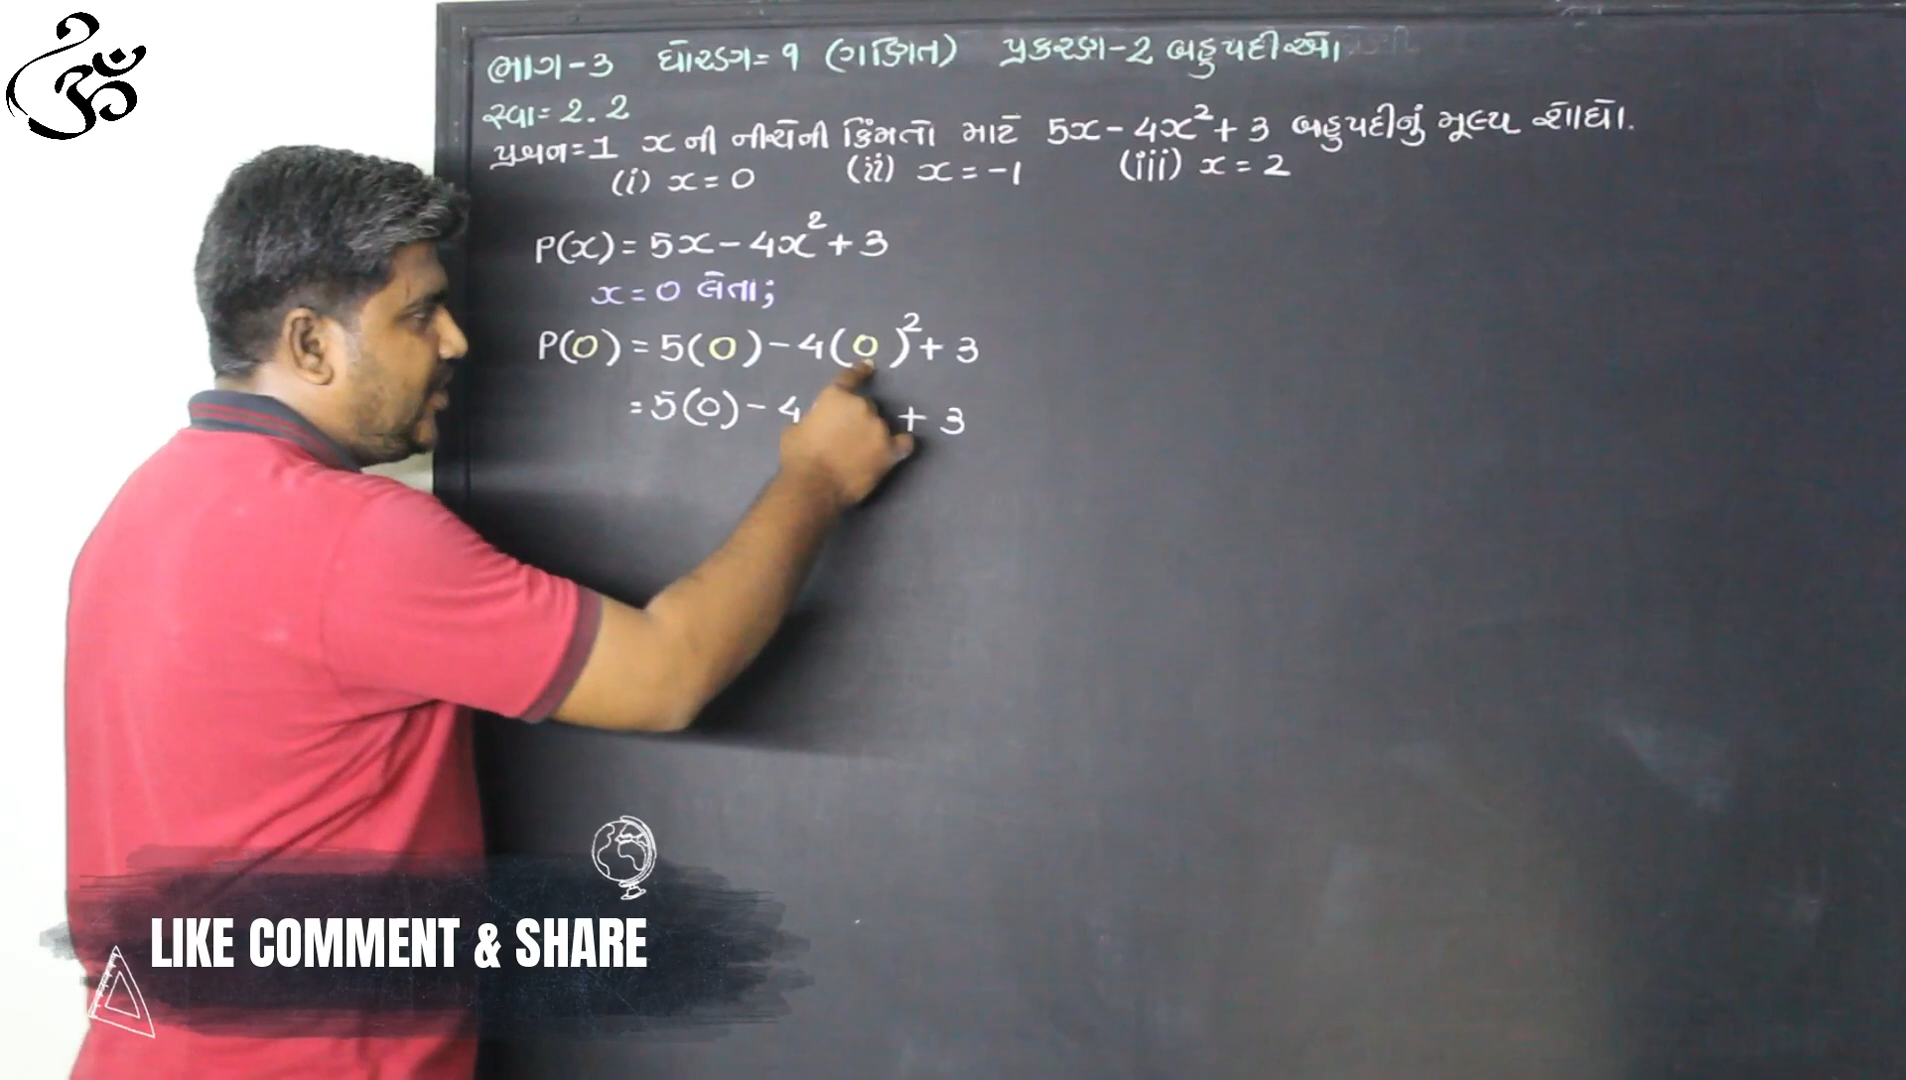 ભાગ-3 ધોરણ=૧ (ગણિત) પ્રકરણ-2 બહુપદીઓ
સ્વા=2.2
પ્રશ્ન=1 x ની નીચેની કિંમતો માટે 5x-4x²+3 બહુપદીનું મૂલ્ય શોધો.
(i) x=0 (ii) x=-1 (iii) x=2
P(x)=5x-4x²+3
x=0 લેતા;
P(0)=5(0)-4(0)²+3
=5(0)-4 +3
LIKE COMMENT & SHARE